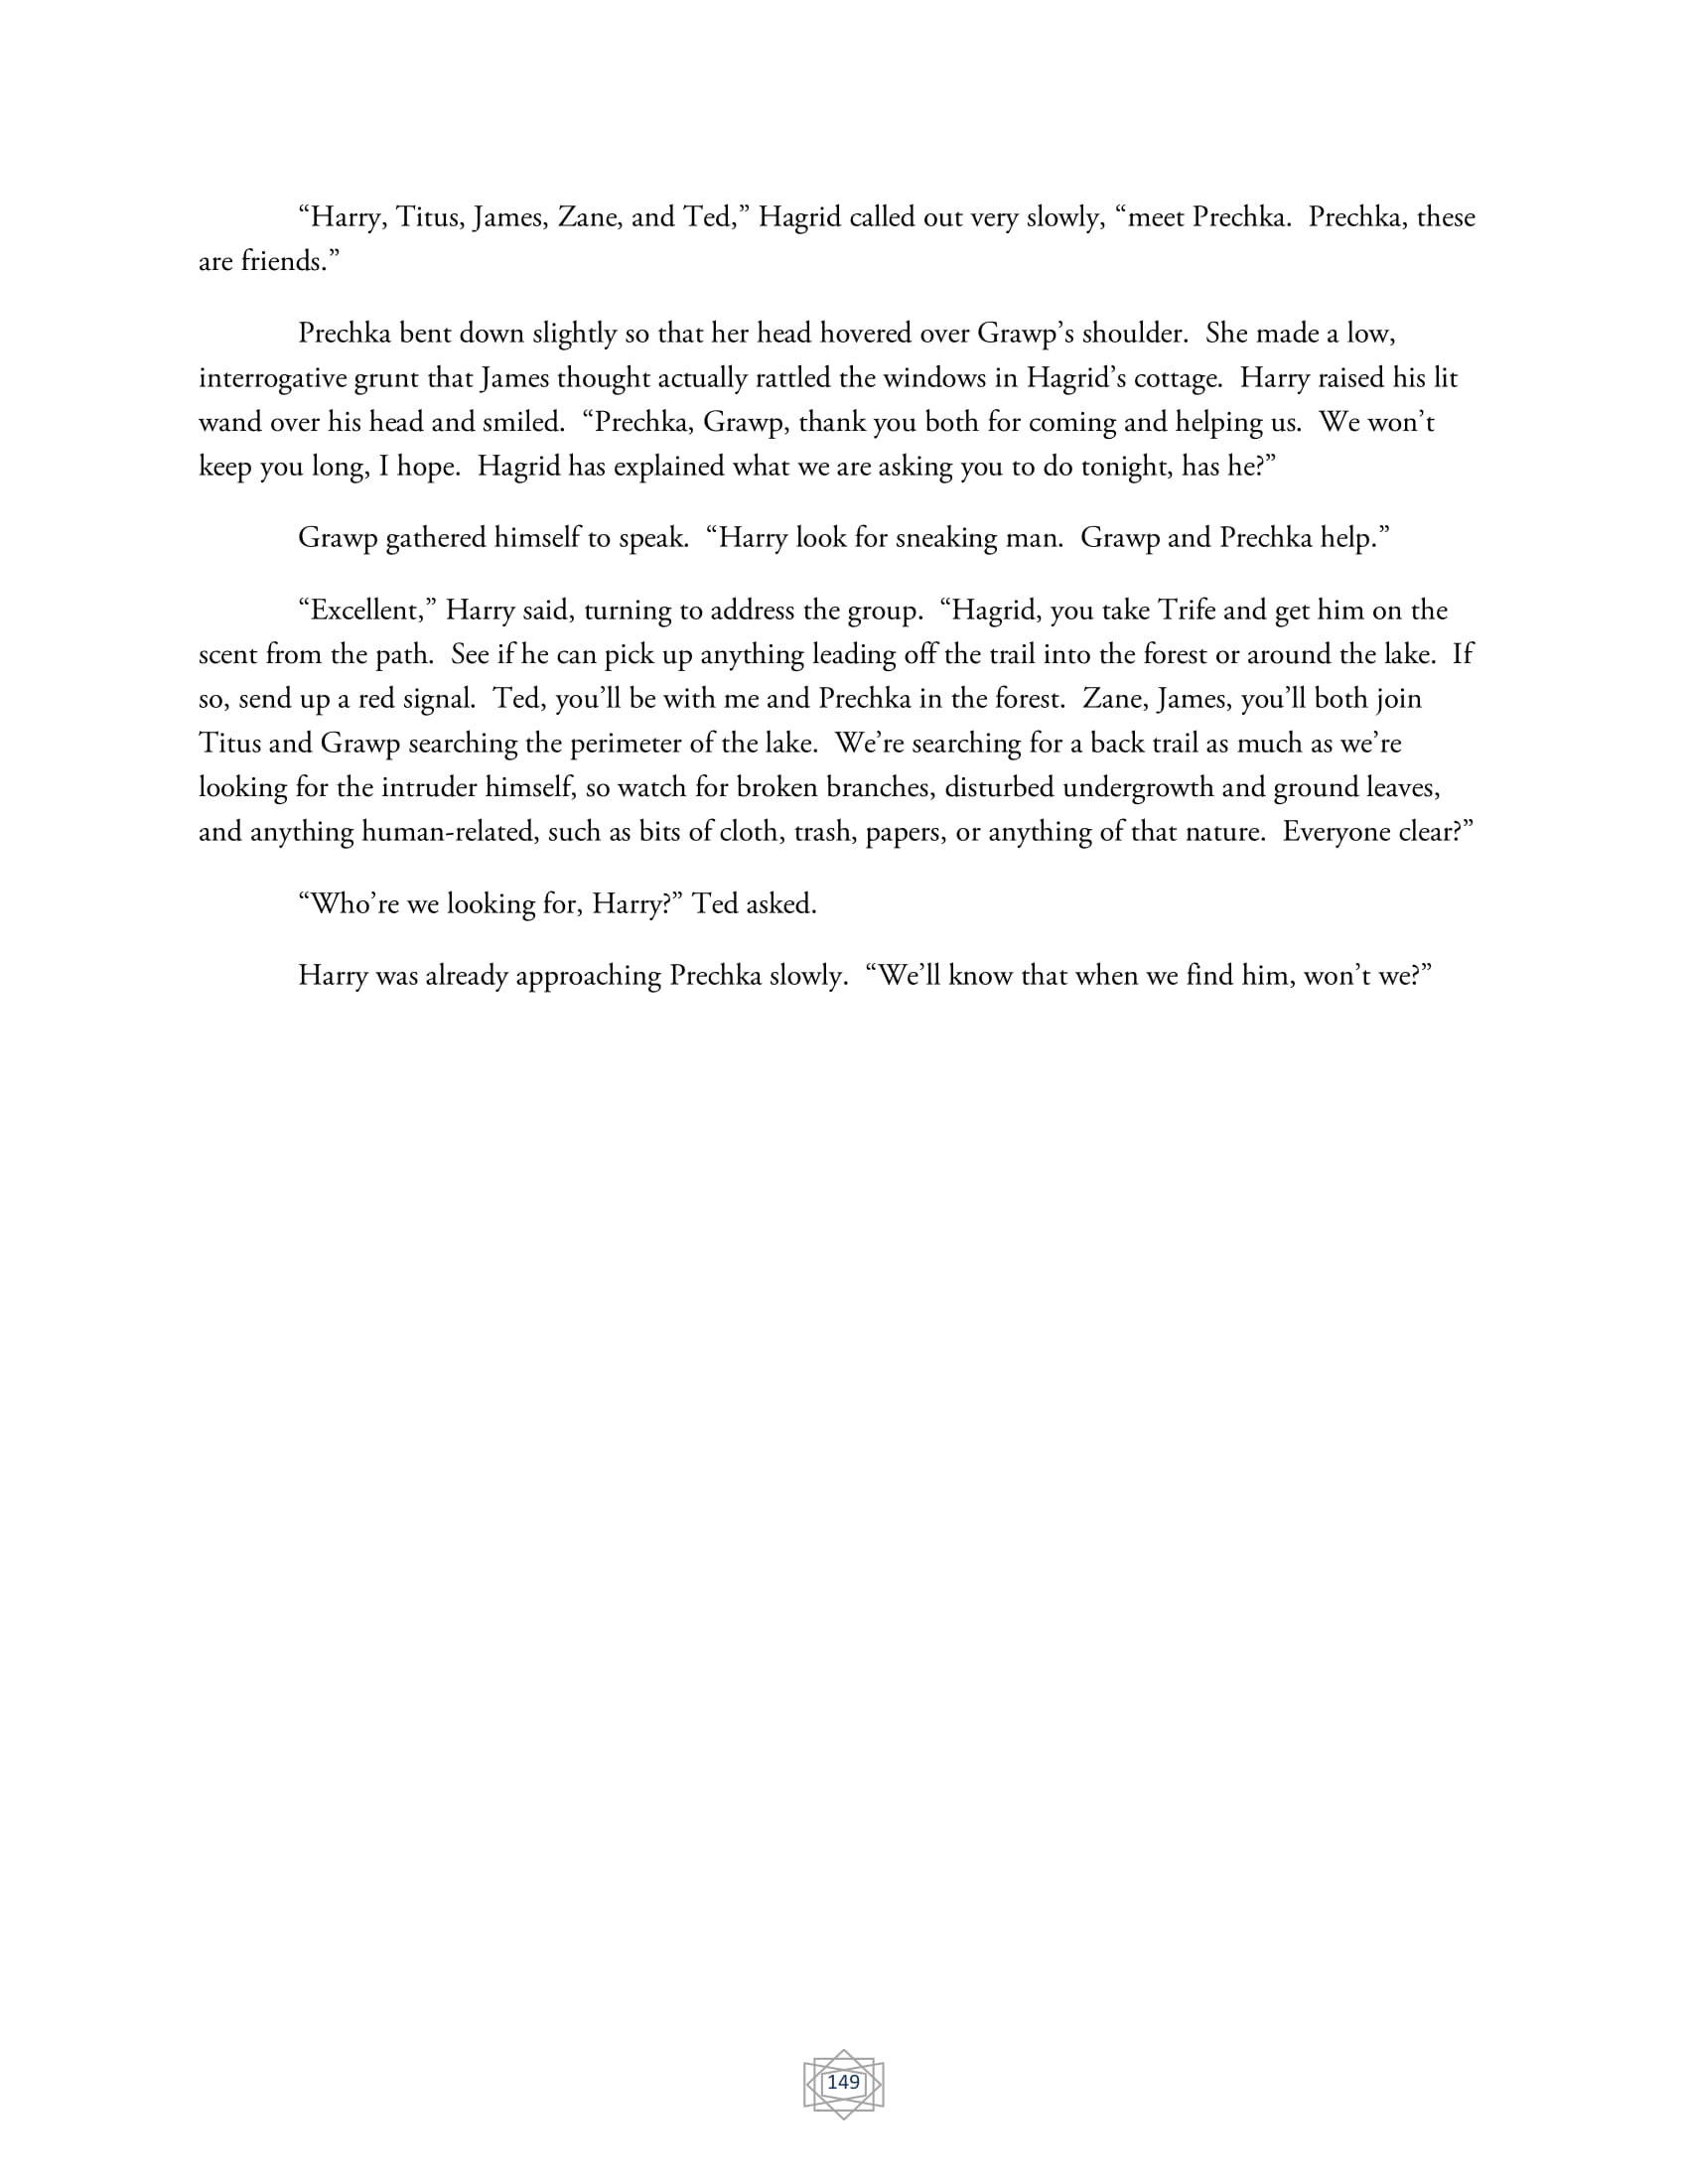 “Harry, Titus, James, Zane, and Ted,” Hagrid called out very slowly, “meet Prechka.  Prechka, these
are friends.”
Prechka bent down slightly so that her head hovered over Grawp’s shoulder.  She made a low,
interrogative grunt that James thought actually rattled the windows in Hagrid’s cottage.  Harry raised his lit
wand over his head and smiled.  “Prechka, Grawp, thank you both for coming and helping us.  We won’t
keep you long, I hope.  Hagrid has explained what we are asking you to do tonight, has he?”
Grawp gathered himself to speak.  “Harry look for sneaking man.  Grawp and Prechka help.”
“Excellent,” Harry said, turning to address the group.  “Hagrid, you take Trife and get him on the
scent from the path.  See if he can pick up anything leading off the trail into the forest or around the lake.  If
so, send up a red signal.  Ted, you’ll be with me and Prechka in the forest.  Zane, James, you’ll both join
Titus and Grawp searching the perimeter of the lake.  We’re searching for a back trail as much as we’re
looking for the intruder himself, so watch for broken branches, disturbed undergrowth and ground leaves,
and anything human-related, such as bits of cloth, trash, papers, or anything of that nature.  Everyone clear?”
“Who’re we looking for, Harry?” Ted asked.
Harry was already approaching Prechka slowly.  “We’ll know that when we find him, won’t we?”
149